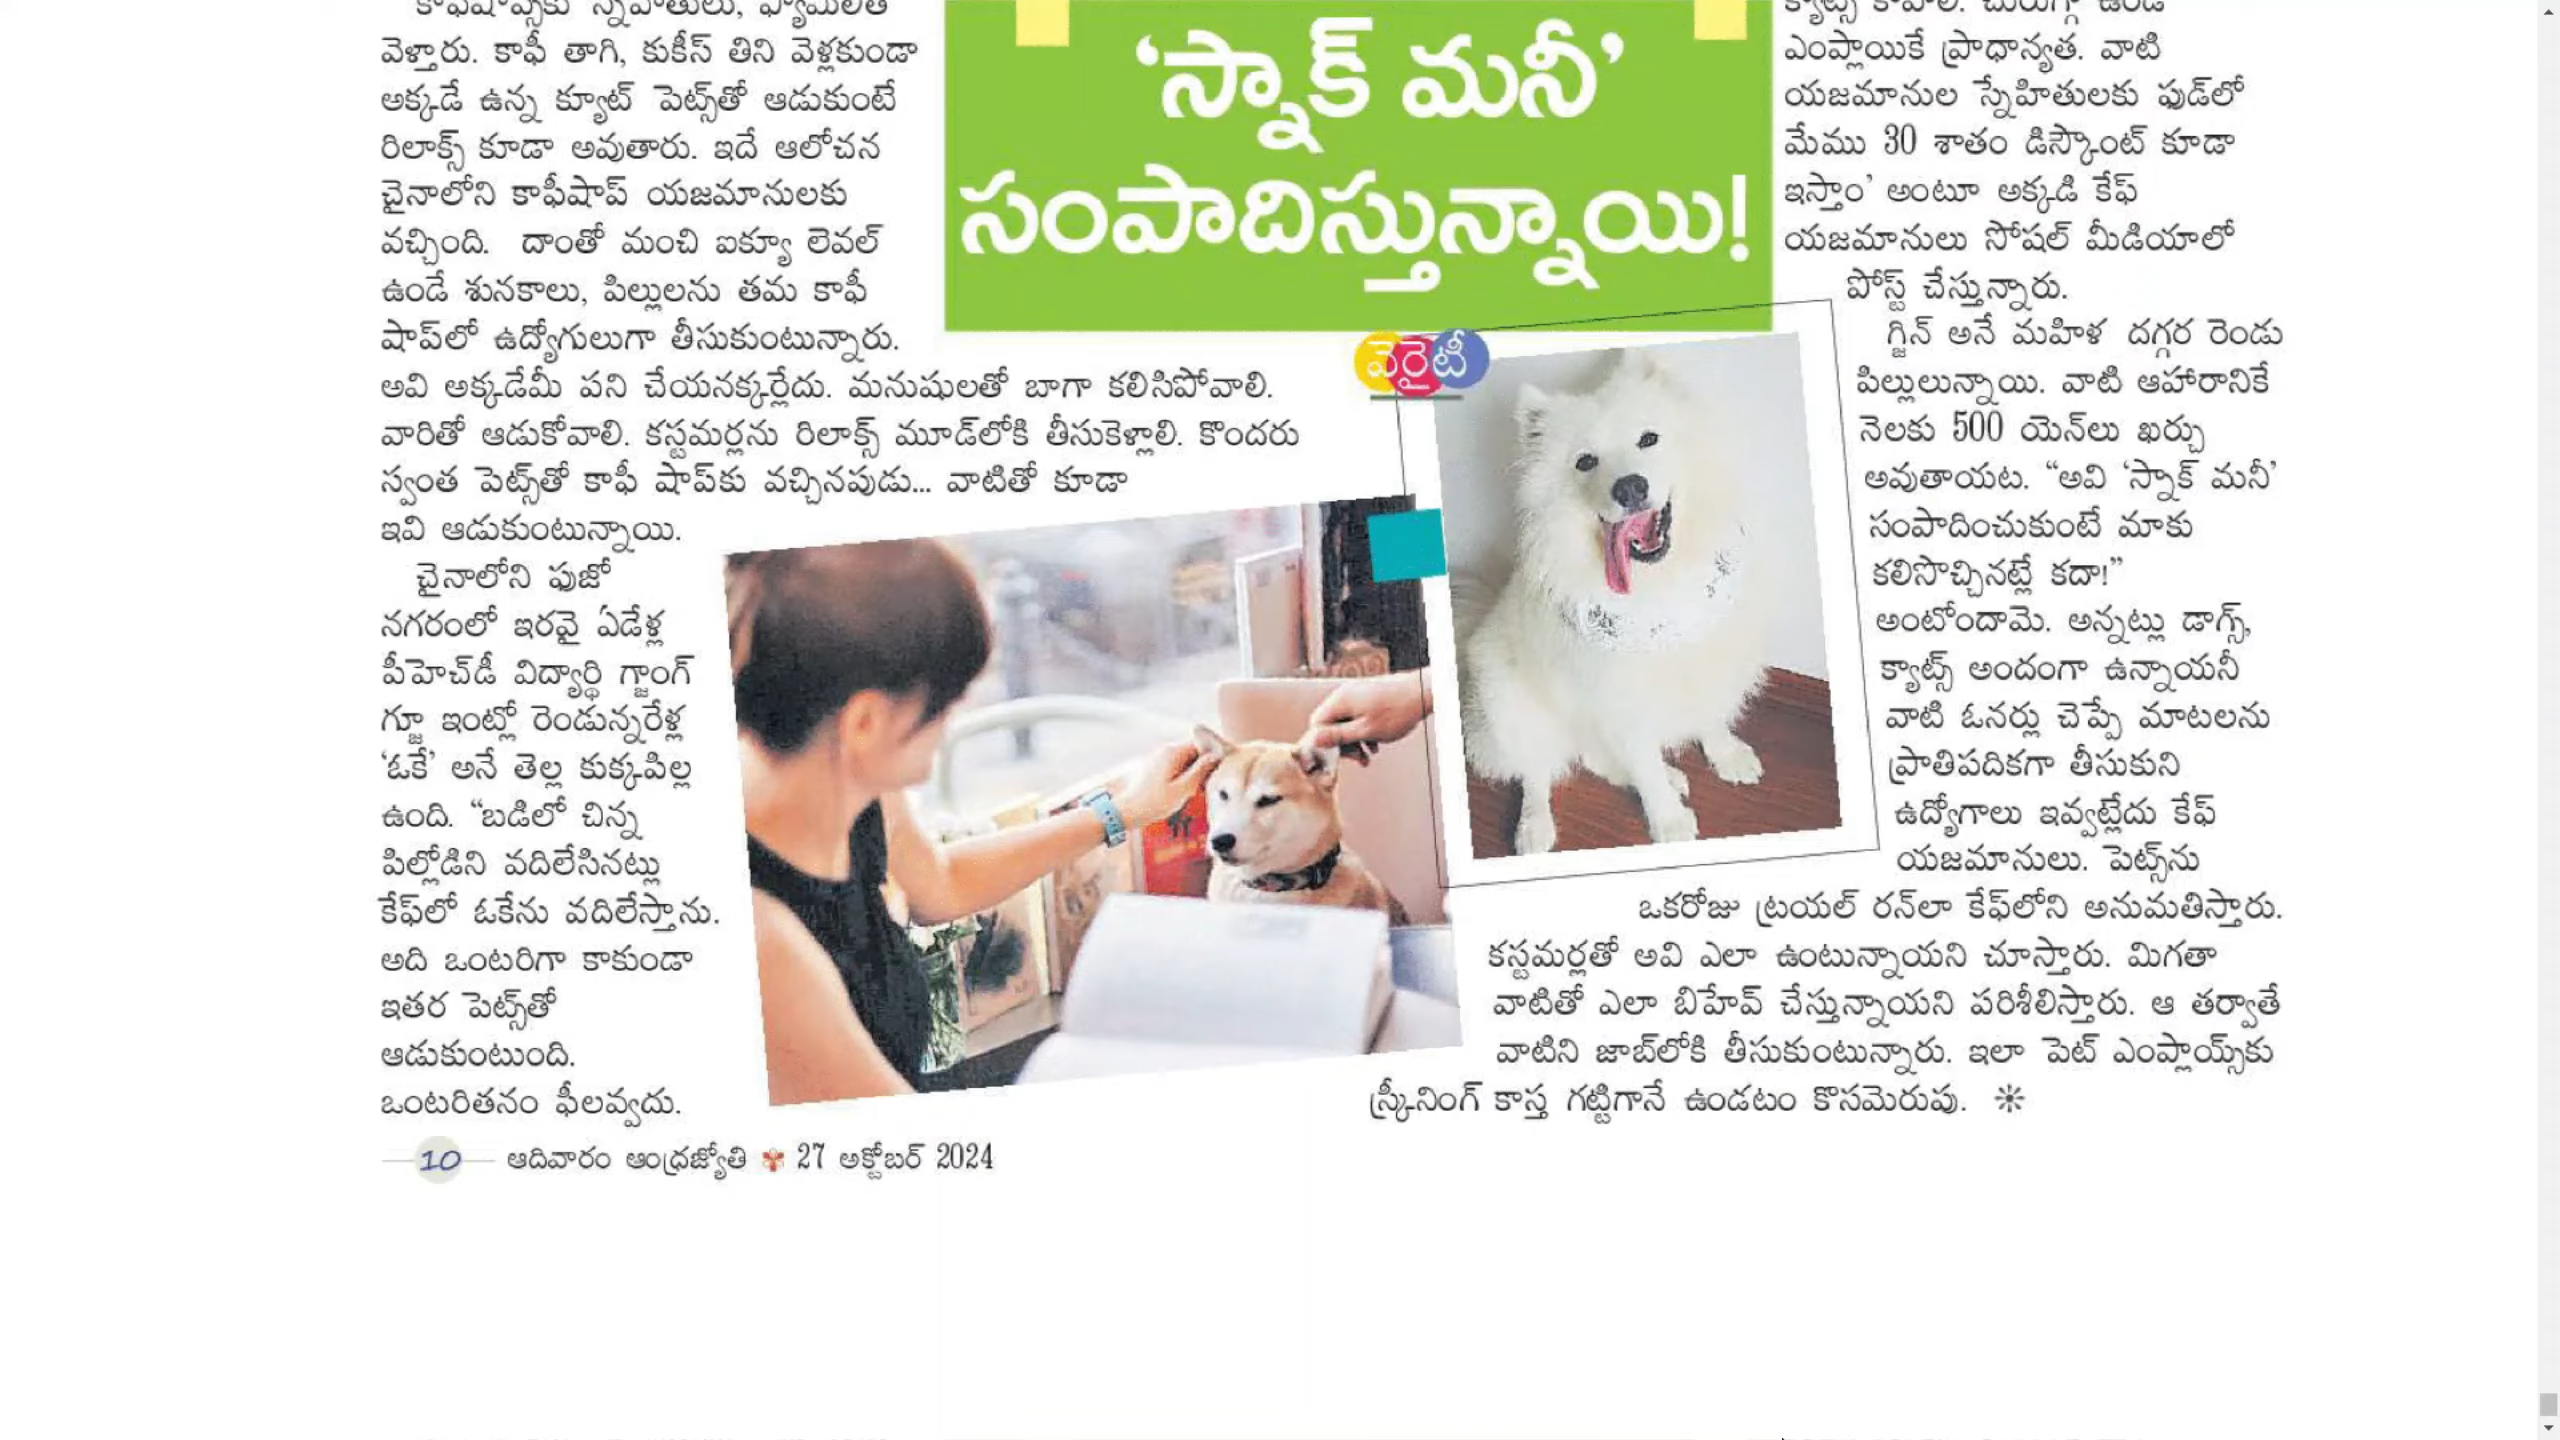 వెళ్తారు. కాఫీ తాగి, కుకీస్ తిని వెళ్లకుండా
అక్కడే ఉన్న క్యూట్ పెట్స్‌తో ఆడుకుంటే
రిలాక్స్ కూడా అవుతారు. ఇదే ఆలోచన
చైనాలోని కాఫీషాప్ యజమానులకు
వచ్చింది. దాంతో మంచి ఐక్యూ లెవల్
ఉండే శునకాలు, పిల్లులను తమ కాఫీ
షాప్‌లో ఉద్యోగులుగా తీసుకుంటున్నారు.
అవి అక్కడేమీ పని చేయనక్కర్లేదు. మనుషులతో బాగా కలిసిపోవాలి.
వారితో ఆడుకోవాలి. కస్టమర్లను రిలాక్స్ మూడ్‌లోకి తీసుకెళ్లాలి. కొందరు
స్వంత పెట్స్‌తో కాఫీ షాప్‌కు వచ్చినపుడు... వాటితో కూడా
ఇవి ఆడుకుంటున్నాయి.
చైనాలోని ఫుజో
నగరంలో ఇరవై ఏడేళ్ల
పీహెచ్‌డీ విద్యార్థి గ్జాంగ్
గ్జూ ఇంట్లో రెండున్నరేళ్ల
‘ఓకే’ అనే తెల్ల కుక్కపిల్ల
ఉంది. “బడిలో చిన్న
పిల్లోడిని వదిలేసినట్లు
కేఫ్‌లో ఓకేను వదిలేస్తాను.
అది ఒంటరిగా కాకుండా
ఇతర పెట్స్‌తో
ఆడుకుంటుంది.
ఒంటరితనం ఫీలవ్వదు.
‘స్నాక్ మనీ’
సంపాదిస్తున్నాయి!
వెరైటీ
ఎంప్లాయికే ప్రాధాన్యత. వాటి
యజమానుల స్నేహితులకు ఫుడ్‌లో
మేము 30 శాతం డిస్కౌంట్ కూడా
ఇస్తాం’ అంటూ అక్కడి కేఫ్
యజమానులు సోషల్ మీడియాలో
పోస్ట్ చేస్తున్నారు.
గ్జిన్ అనే మహిళ దగ్గర రెండు
పిల్లులున్నాయి. వాటి ఆహారానికే
నెలకు 500 యెన్‌లు ఖర్చు
అవుతాయట. “అవి ‘స్నాక్ మనీ’
సంపాదించుకుంటే మాకు
కలిసొచ్చినట్లే కదా!”
అంటోందామె. అన్నట్లు డాగ్స్,
క్యాట్స్ అందంగా ఉన్నాయనీ
వాటి ఓనర్లు చెప్పే మాటలను
ప్రాతిపదికగా తీసుకుని
ఉద్యోగాలు ఇవ్వట్లేదు కేఫ్
యజమానులు. పెట్స్‌ను
ఒకరోజు ట్రయల్ రన్‌లా కేఫ్‌లోని అనుమతిస్తారు.
కస్టమర్లతో అవి ఎలా ఉంటున్నాయని చూస్తారు. మిగతా
వాటితో ఎలా బిహేవ్ చేస్తున్నాయని పరిశీలిస్తారు. ఆ తర్వాతే
వాటిని జాబ్‌లోకి తీసుకుంటున్నారు. ఇలా పెట్ ఎంప్లాయ్స్‌కు
స్క్రీనింగ్ కాస్త గట్టిగానే ఉండటం కొసమెరుపు.
10 ఆదివారం ఆంధ్రజ్యోతి 27 అక్టోబర్ 2024